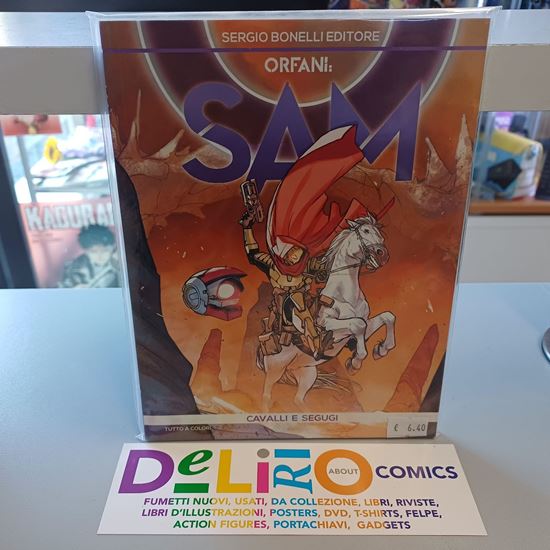 SERGIO BONELLI EDITORE
ORFANI:
SAM
KADURA
CAVALLI E SEGUGI
TUTTO A COLORI
€ 6.40
DeLiRiO ABOUT COMICS
FUMETTI NUOVI, USATI, DA COLLEZIONE, LIBRI, RIVISTE,
LIBRI D'ILLUSTRAZIONI, POSTERS, DVD, T-SHIRTS, FELPE,
ACTION FIGURES, PORTACHIAVI, GADGETS